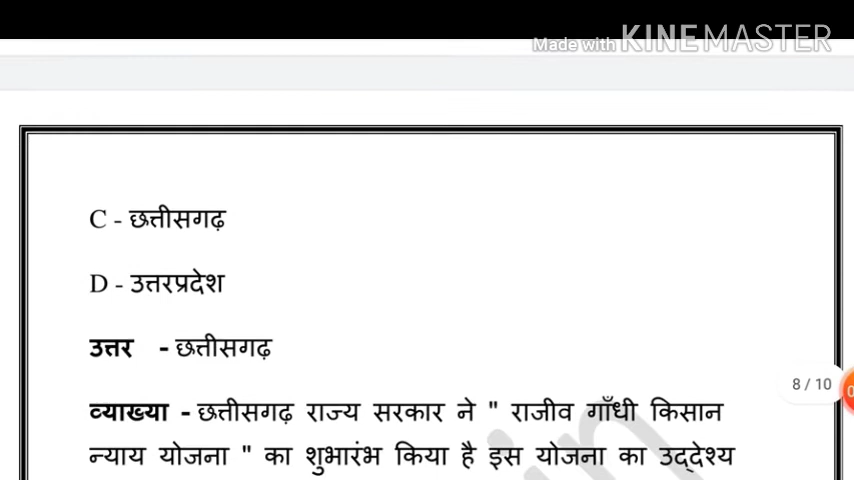 Made with KINEMASTER
C - छत्तीसगढ़
D - उत्तरप्रदेश
उत्तर - छत्तीसगढ़
8 / 10
व्याख्या - छत्तीसगढ़ राज्य सरकार ने " राजीव गाँधी किसान
न्याय योजना " का शुभारंभ किया है इस योजना का उद्देश्य